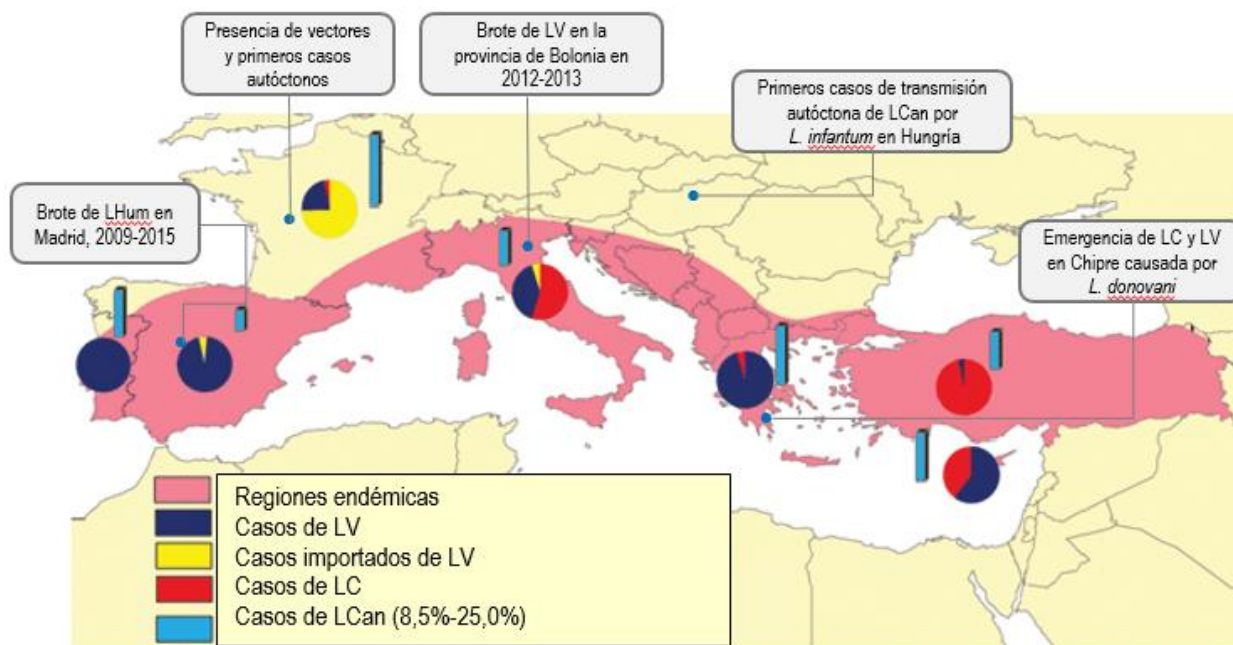 Presencia de vectores
y primeros casos
autóctonos
Brote de LV en la
provincia de Bolonia en
2012-2013
Primeros casos de transmisión
autóctona de LCan por
L. infantum en Hungría
Brote de LHum en
Madrid, 2009-2015
Emergencia de LC y LV
en Chipre causada por
L. donovani
Regiones endémicas
Casos de LV
Casos importados de LV
Casos de LC
Casos de LCan (8,5%-25,0%)